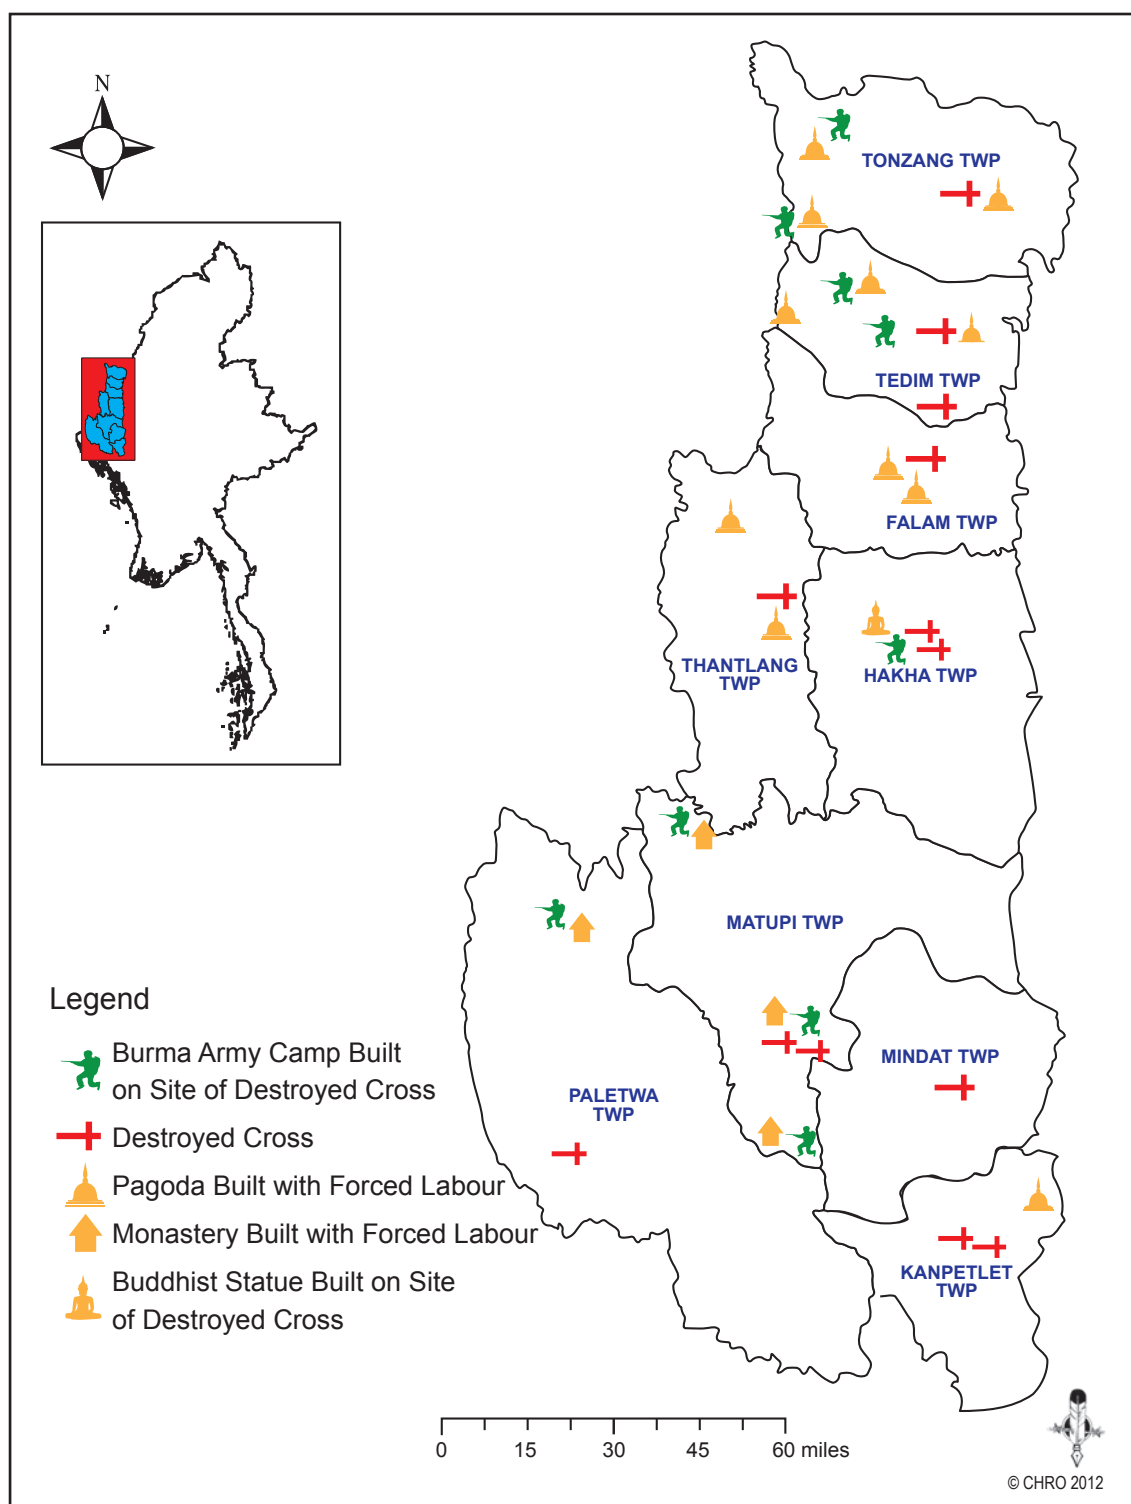 N
TONZANG TWP
TEDIM TWP
FALAM TWP
THANTLANG
TWP
HAKHA TWP
MATUPI TWP
MINDAT TWP
PALETWA
TWP
KANPETLET
TWP
Legend
Burma Army Camp Built
on Site of Destroyed Cross
Destroyed Cross
Pagoda Built with Forced Labour
Monastery Built with Forced Labour
Buddhist Statue Built on Site
of Destroyed Cross
0 15 30 45 60 miles
© CHRO 2012